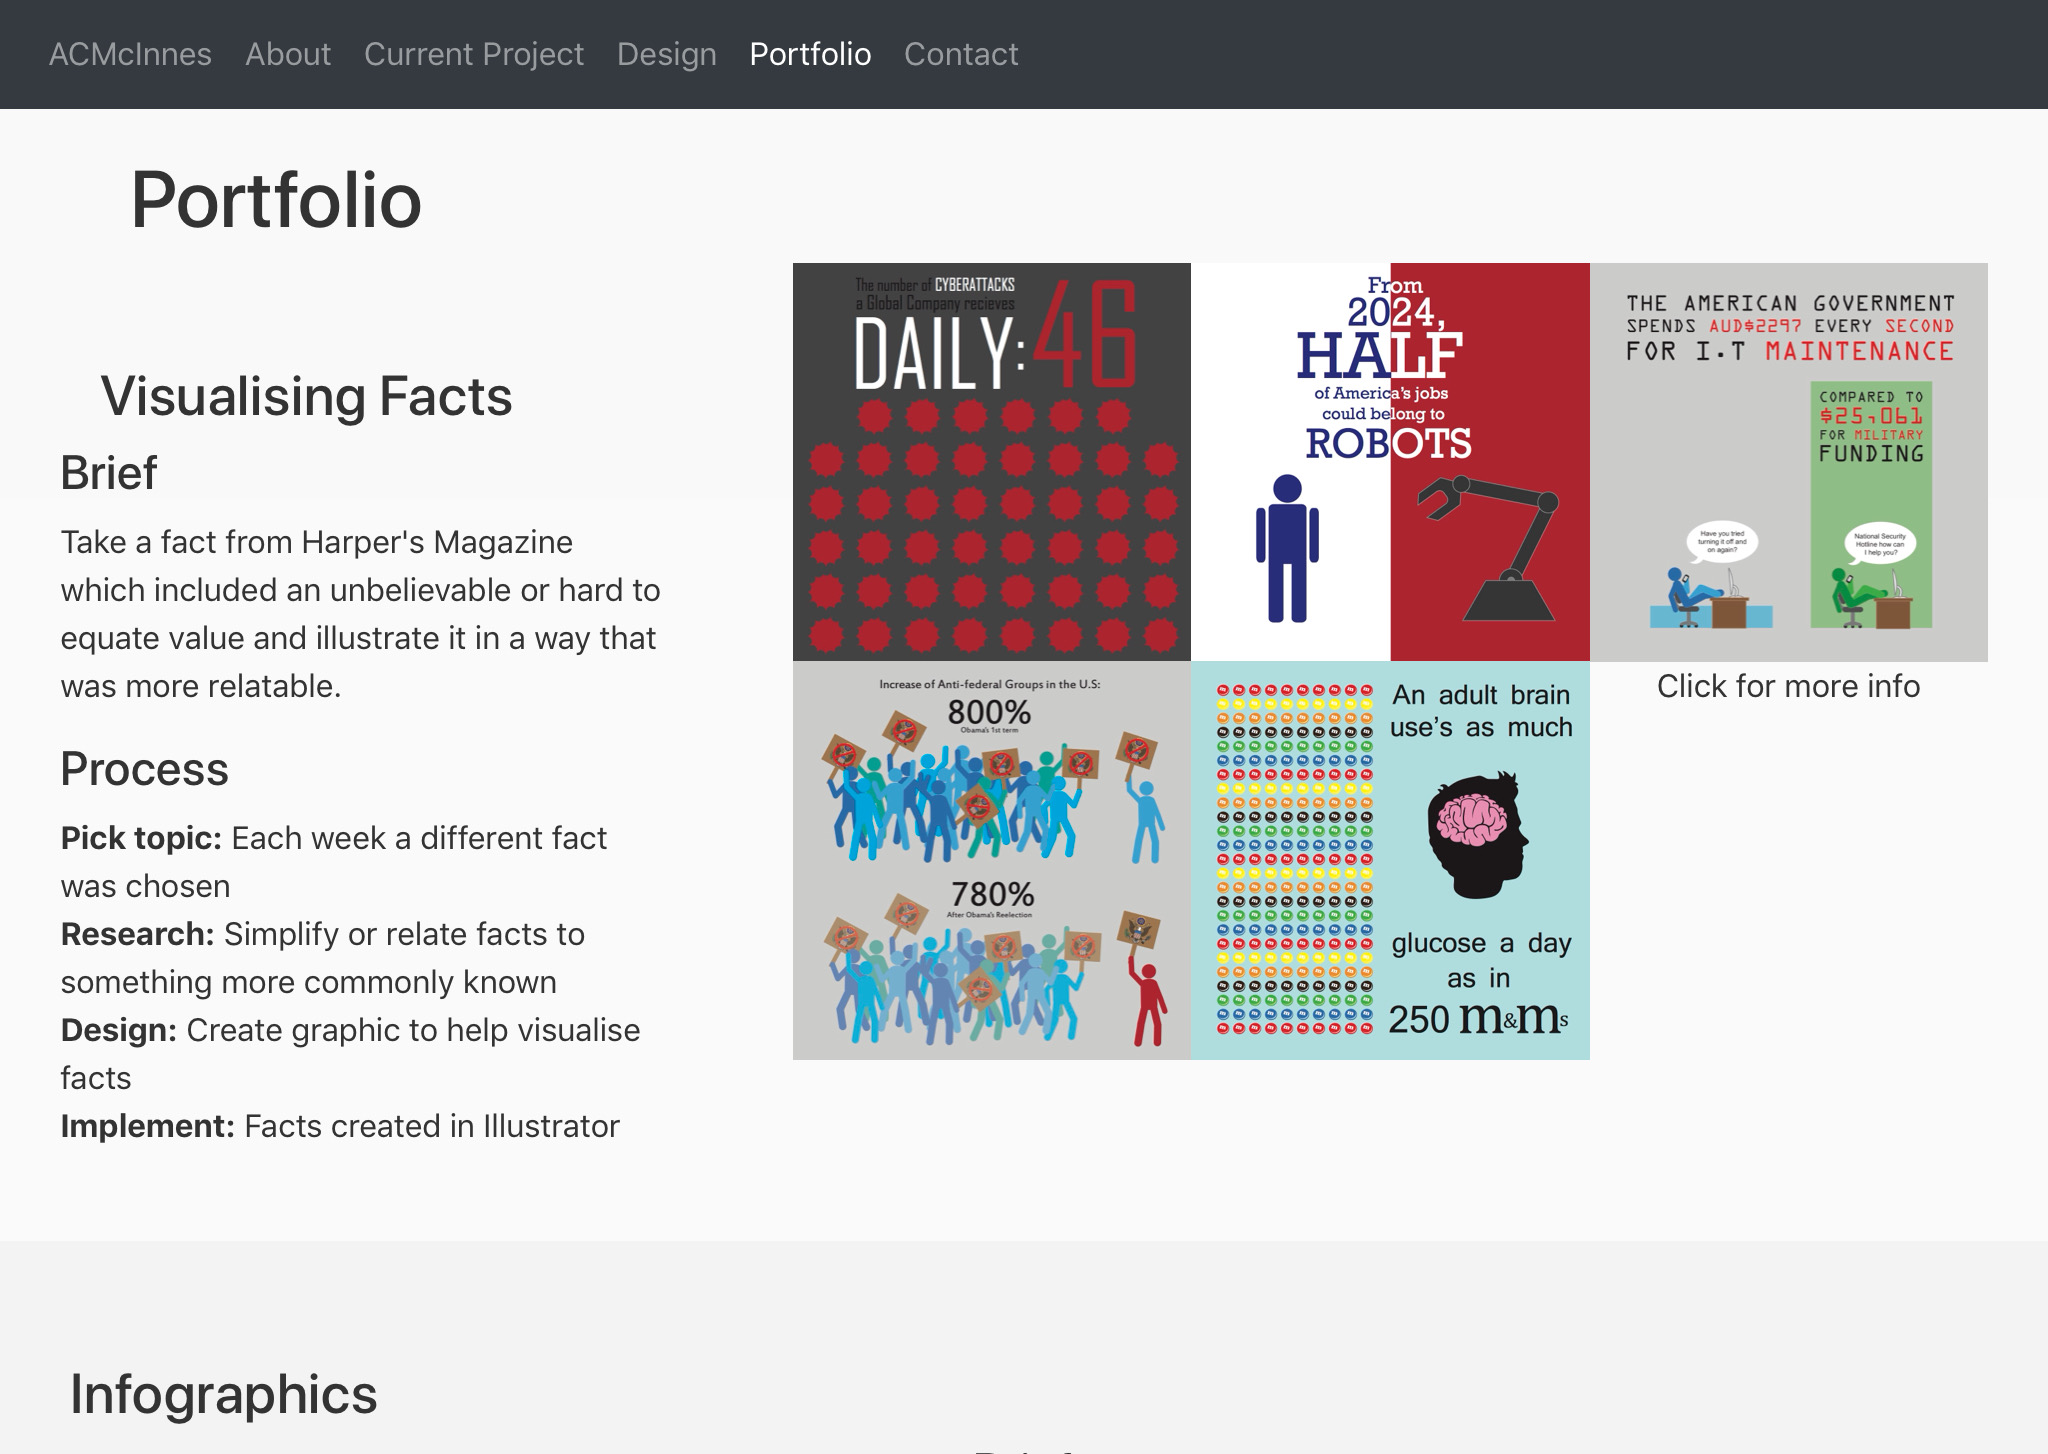 ACMcInnes About Current Project Design Portfolio Contact
Portfolio
Visualising Facts
Brief
Take a fact from Harper's Magazine
which included an unbelievable or hard to
equate value and illustrate it in a way that
was more relatable.
Process
Pick topic: Each week a different fact
was chosen
Research: Simplify or relate facts to
something more commonly known
Design: Create graphic to help visualise
facts
Implement: Facts created in Illustrator
The number of CYBERATTACKS
a Global Company recieves
DAILY: 46
From
2024,
HALF
of America's jobs
could belong to
ROBOTS
THE AMERICAN GOVERNMENT
SPENDS AUD$2297 EVERY SECOND
FOR I.T MAINTENANCE
COMPARED TO
$25,061
FOR MILITARY
FUNDING
Have you tried
turning it off and
on again?
National Security
Hotline how can
I help you?
Click for more info
Increase of Anti-federal Groups in the U.S:
800%
Obama's 1st term
780%
After Obama's Reelection
An adult brain
use's as much
glucose a day
as in
250 m&ms
Infographics